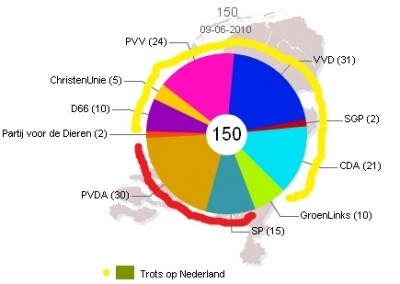 150
09-06-2010
PVV (24)
VVD (31)
ChristenUnie (5)
D66 (10)
SGP (2)
Partij voor de Dieren (2)
150
CDA (21)
PVDA (30)
GroenLinks (10)
SP (15)
Trots op Nederland